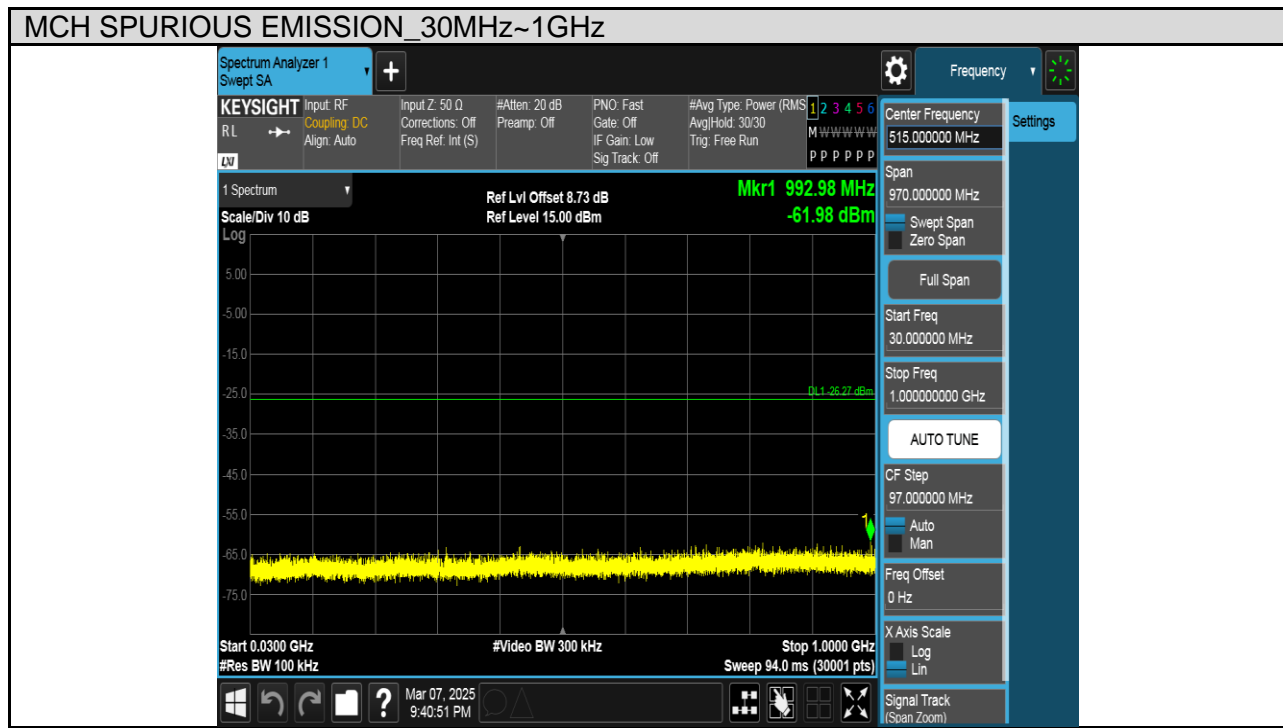 MCH SPURIOUS EMISSION_30MHz~1GHz
Spectrum Analyzer 1
Swept SA
+
Frequency
KEYSIGHT
RL
LXI
Input: RF
Coupling: DC
Align: Auto
Input Z: 50 Ω
Corrections: Off
Freq Ref: Int (S)
#Atten: 20 dB
Preamp: Off
PNO: Fast
Gate: Off
IF Gain: Low
Sig Track: Off
#Avg Type: Power (RMS
Avg|Hold: 30/30
Trig: Free Run
1 2 3 4 5 6
M W W W W W
P P P P P P
1 Spectrum
Scale/Div 10 dB
Log
Ref Lvl Offset 8.73 dB
Ref Level 15.00 dBm
Mkr1 992.98 MHz
-61.98 dBm
5.00
-5.00
-15.0
-25.0
DL1 -26.27 dBm
-35.0
-45.0
-55.0
1
-65.0
-75.0
Start 0.0300 GHz
#Video BW 300 kHz
Stop 1.0000 GHz
#Res BW 100 kHz
Sweep 94.0 ms (30001 pts)
?
Mar 07, 2025
9:40:51 PM
Center Frequency
515.000000 MHz
Settings
Span
970.000000 MHz
Swept Span
Zero Span
Full Span
Start Freq
30.000000 MHz
Stop Freq
1.000000000 GHz
AUTO TUNE
CF Step
97.000000 MHz
Auto
Man
Freq Offset
0 Hz
X Axis Scale
Log
Lin
Signal Track
(Span Zoom)